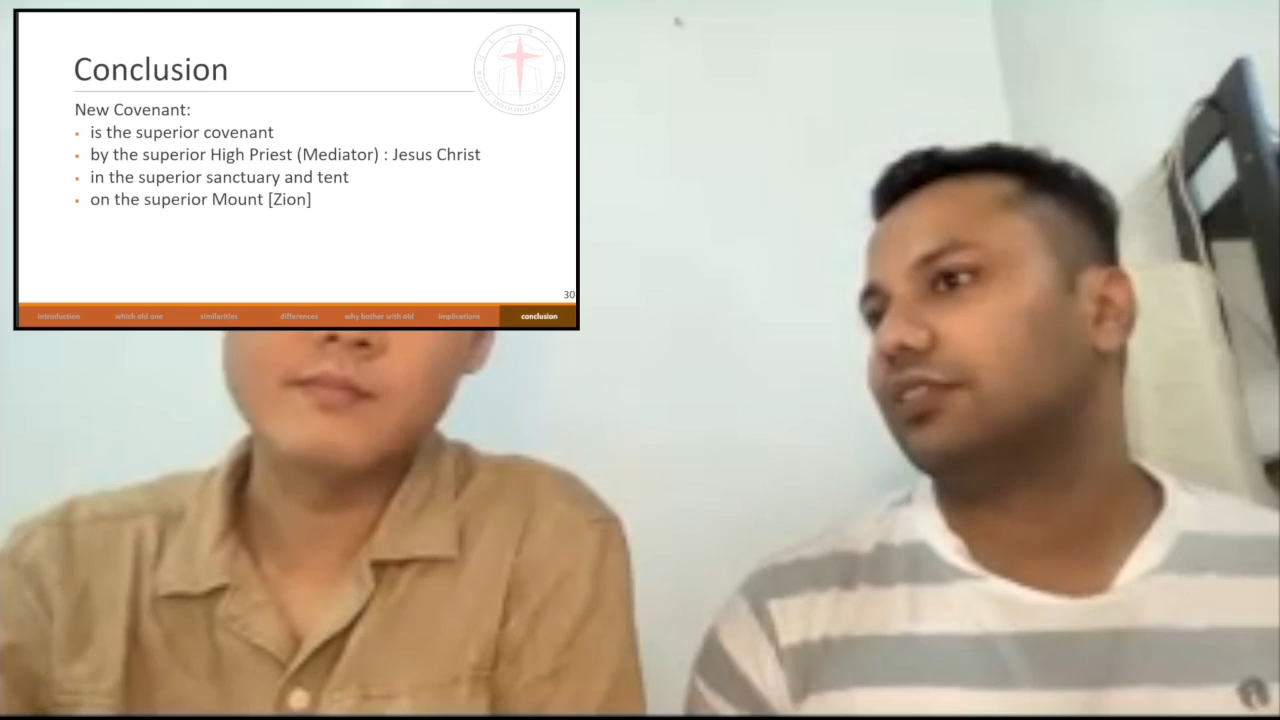 Conclusion
New Covenant:
• is the superior covenant
• by the superior High Priest (Mediator) : Jesus Christ
• in the superior sanctuary and tent
• on the superior Mount [Zion]
30
introduction which old one similarities differences why bother with old implications conclusion